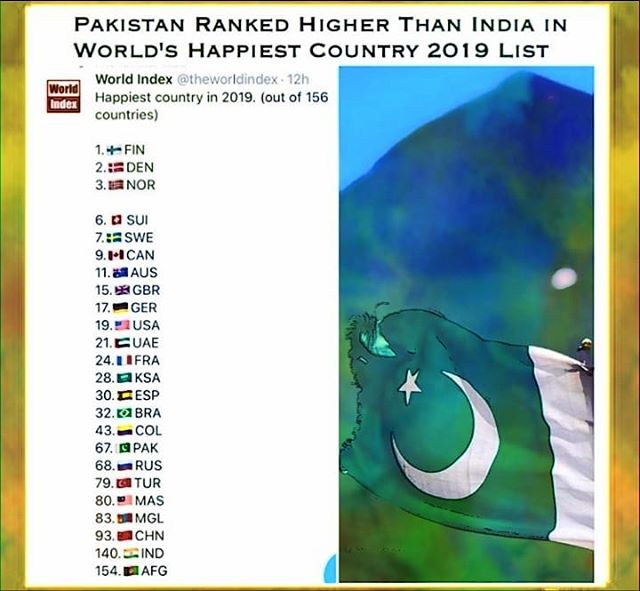 PAKISTAN RANKED HIGHER THAN INDIA IN
WORLD'S HAPPIEST COUNTRY 2019 LIST
World Index
World Index @theworldindex · 12h
Happiest country in 2019. (out of 156
countries)
1. FIN
2. DEN
3. NOR
6. SUI
7. SWE
9. CAN
11. AUS
15. GBR
17. GER
19. USA
21. UAE
24. FRA
28. KSA
30. ESP
32. BRA
43. COL
67. PAK
68. RUS
79. TUR
80. MAS
83. MGL
93. CHN
140. IND
154. AFG